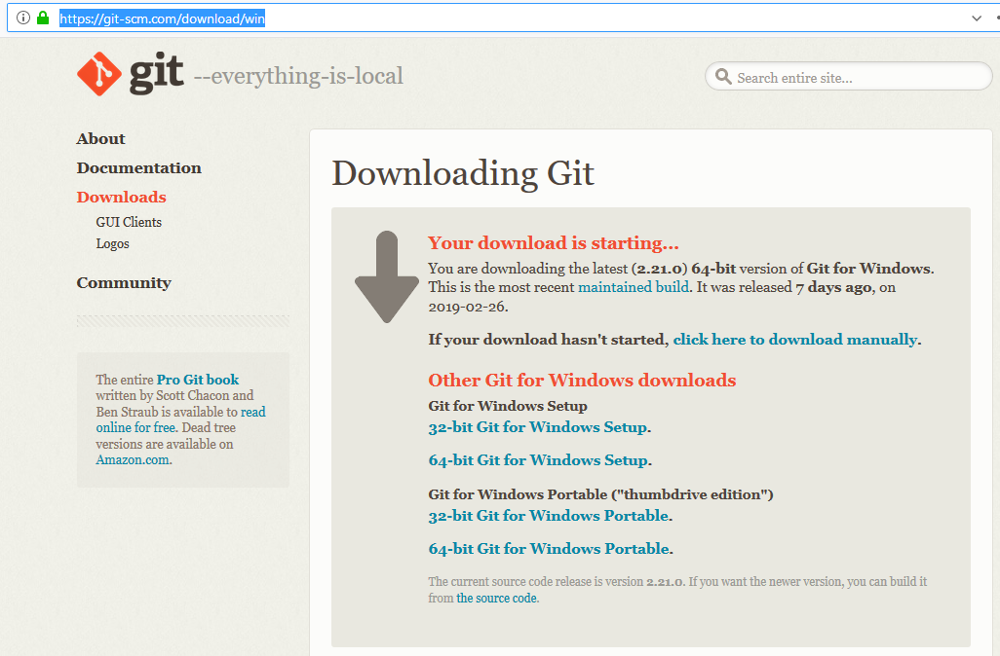 https://git-scm.com/download/win
git --everything-is-local
Search entire site...
About
Documentation
Downloads
GUI Clients
Logos
Community
The entire Pro Git book
written by Scott Chacon and
Ben Straub is available to read
online for free. Dead tree
versions are available on
Amazon.com.
Downloading Git
Your download is starting...
You are downloading the latest (2.21.0) 64-bit version of Git for Windows.
This is the most recent maintained build. It was released 7 days ago, on
2019-02-26.
If your download hasn't started, click here to download manually.
Other Git for Windows downloads
Git for Windows Setup
32-bit Git for Windows Setup.
64-bit Git for Windows Setup.
Git for Windows Portable ("thumbdrive edition")
32-bit Git for Windows Portable.
64-bit Git for Windows Portable.
The current source code release is version 2.21.0. If you want the newer version, you can build it
from the source code.